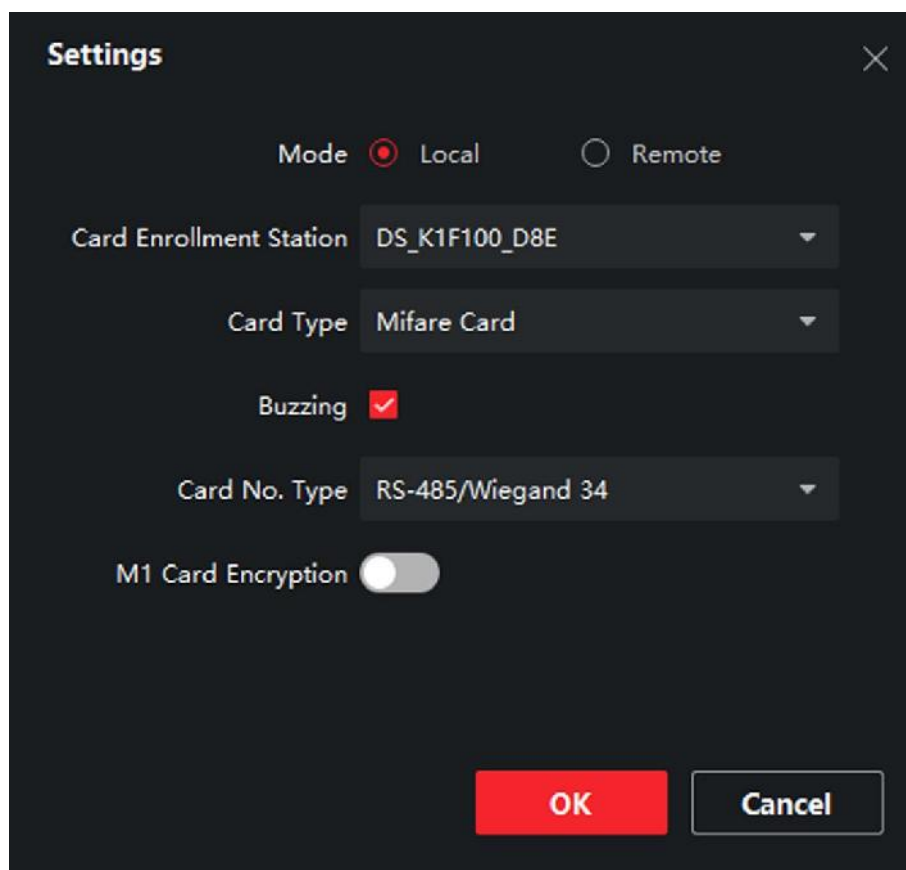 Settings
Mode Local Remote
Card Enrollment Station DS_K1F100_D8E
Card Type Mifare Card
Buzzing
Card No. Type RS-485/Wiegand 34
M1 Card Encryption
OK Cancel